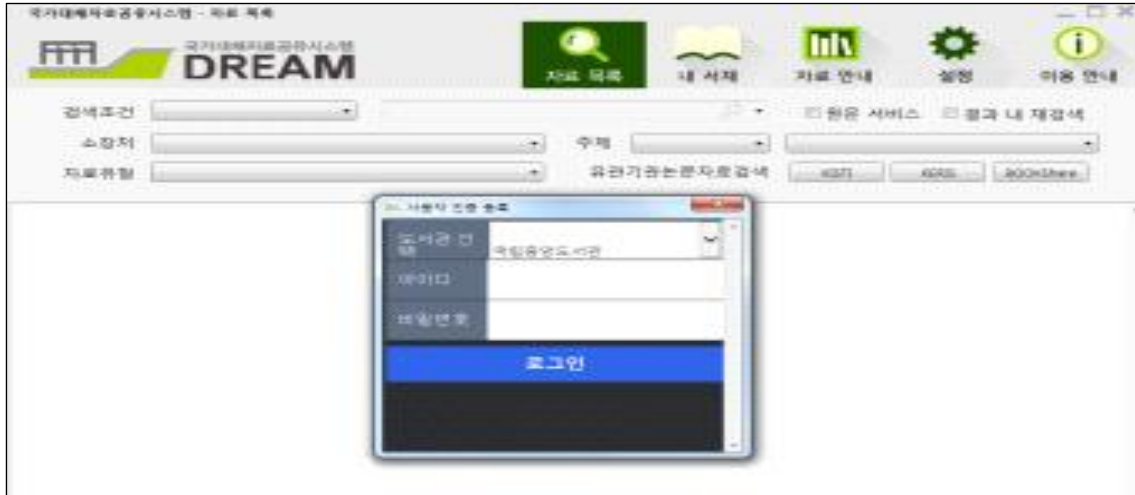 국가대체자료공유시스템 - 자료 목록
국가대체자료공유시스템
DREAM
자료 목록
내 서재
자료 안내
설정
이용 안내
검색조건
원문 서비스
결과 내 재검색
소장처
주제
자료유형
유관기관논문자료검색
KISTI
KERIS
BOOKshare
사용자 인증 등록
도서관 선택
국립중앙도서관
아이디
비밀번호
로그인